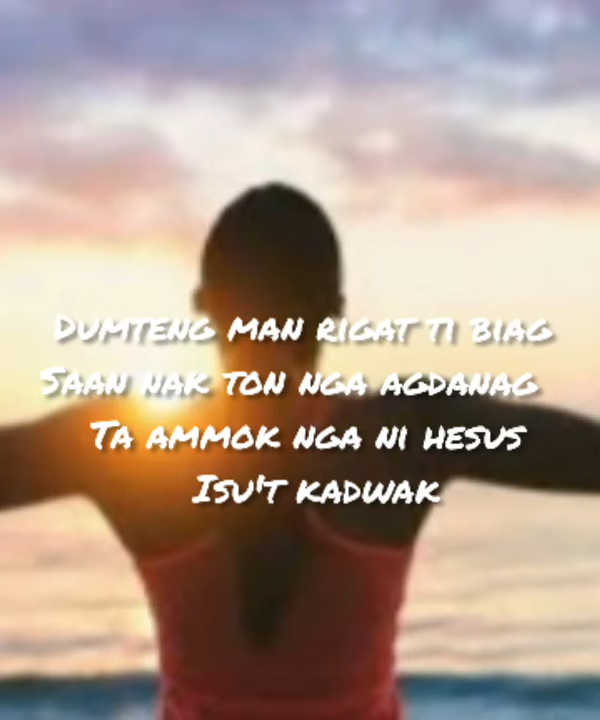 Dumteng man rigat ti biag
Saan nak ton nga agdanag
Ta ammok nga ni hesus
Isu't kadwak